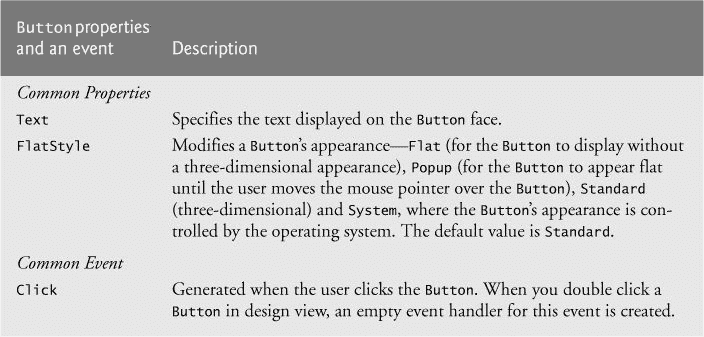 Button properties
and an event Description
Common Properties
Text Specifies the text displayed on the Button face.
FlatStyle Modifies a Button's appearance—Flat (for the Button to display without
a three-dimensional appearance), Popup (for the Button to appear flat
until the user moves the mouse pointer over the Button), Standard
(three-dimensional) and System, where the Button's appearance is con-
trolled by the operating system. The default value is Standard.
Common Event
Click Generated when the user clicks the Button. When you double click a
Button in design view, an empty event handler for this event is created.